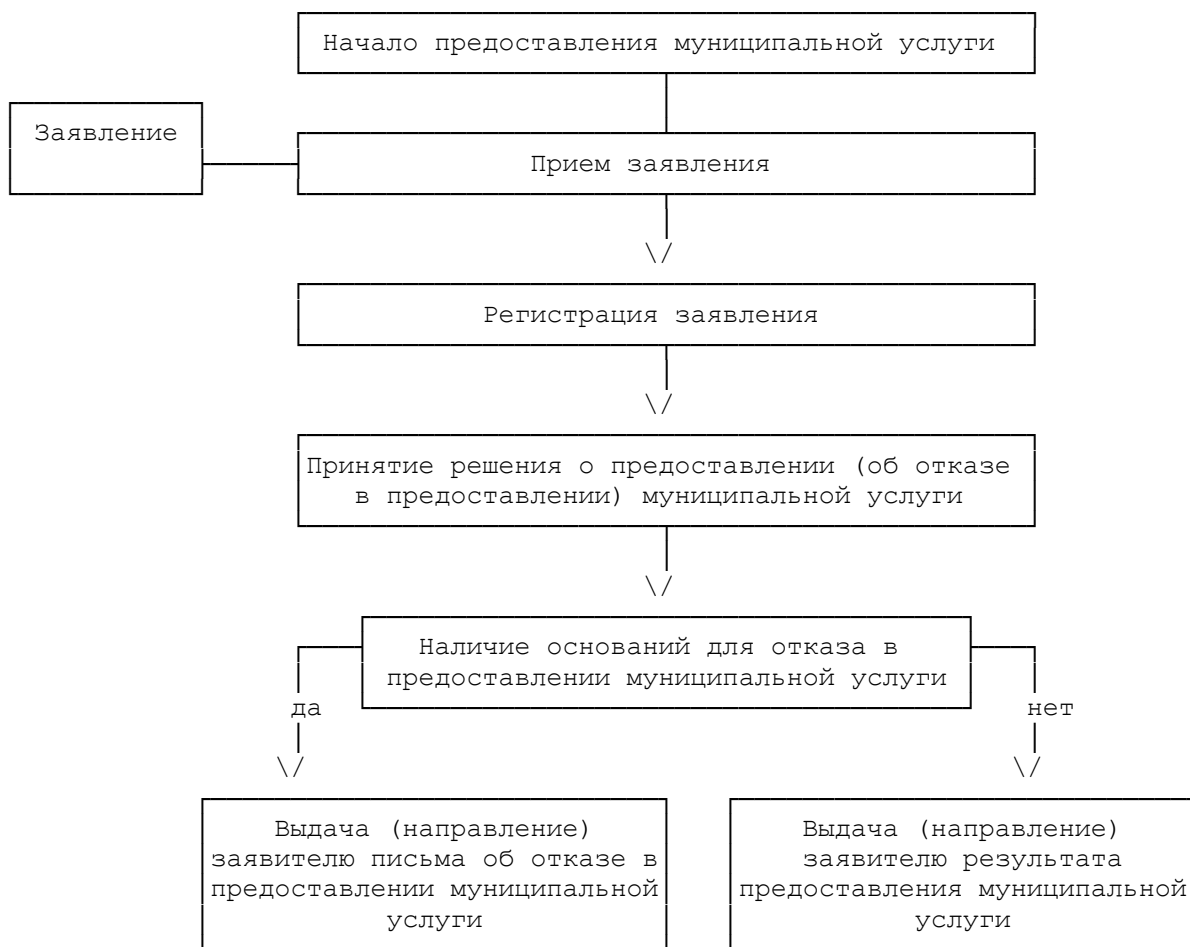 Начало предоставления муниципальной услуги
Заявление
Прием заявления
\/
Регистрация заявления
\/
Принятие решения о предоставлении (об отказе
в предоставлении) муниципальной услуги
\/
Наличие оснований для отказа в
предоставлении муниципальной услуги
да
нет
\/
\/
Выдача (направление)
заявителю письма об отказе в
предоставлении муниципальной
услуги
Выдача (направление)
заявителю результата
предоставления муниципальной
услуги